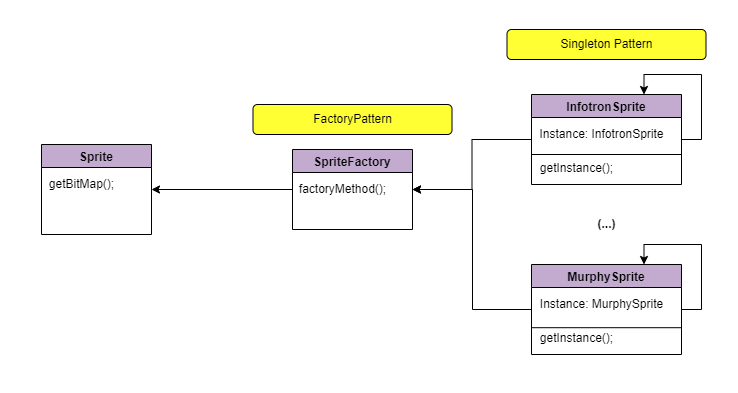 Singleton Pattern
FactoryPattern
InfotronSprite
Instance: InfotronSprite
getInstance();
Sprite
getBitMap();
SpriteFactory
factoryMethod();
(...)
MurphySprite
Instance: MurphySprite
getInstance();